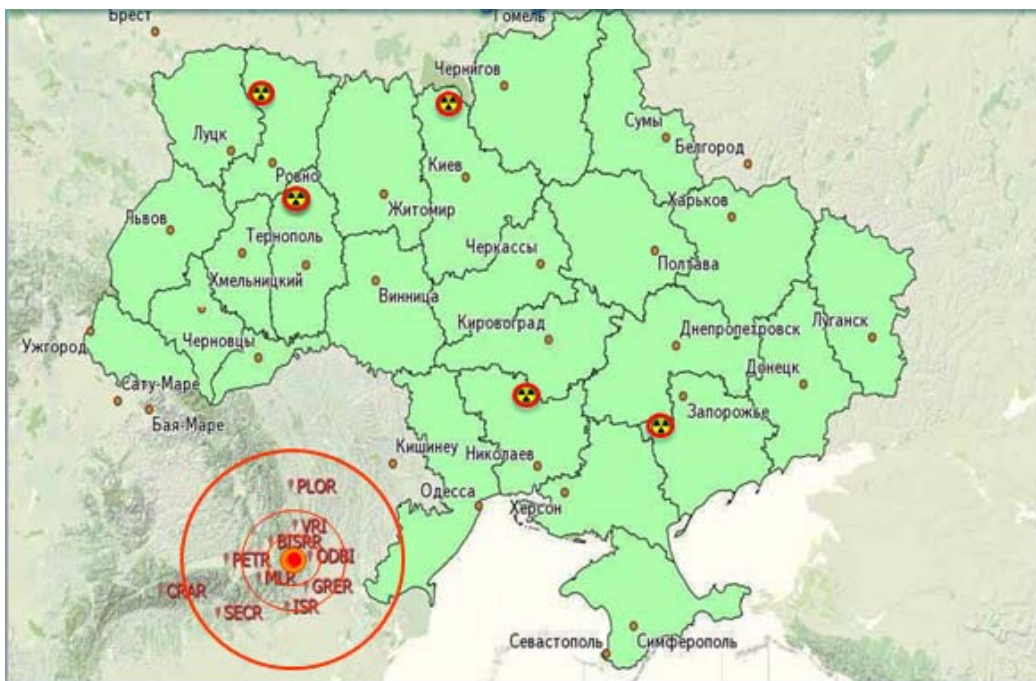 Брест
Гомель
Чернигов
Сумы
Белгород
Луцк
Ровно
Киев
Житомир
Харьков
Львов
Тернополь
Черкассы
Полтава
Хмельницкий
Винница
Кировоград
Днепропетровск
Луганск
Ужгород
Черновцы
Донецк
Сату-Маре
Бая-Маре
Запорожье
Кишинеу
Николаев
Одесса
Херсон
PLOR
VRI
BISRR
PETR
ODBI
MLR
GRER
CRAR
SECR
ISR
Севастополь
Симферополь